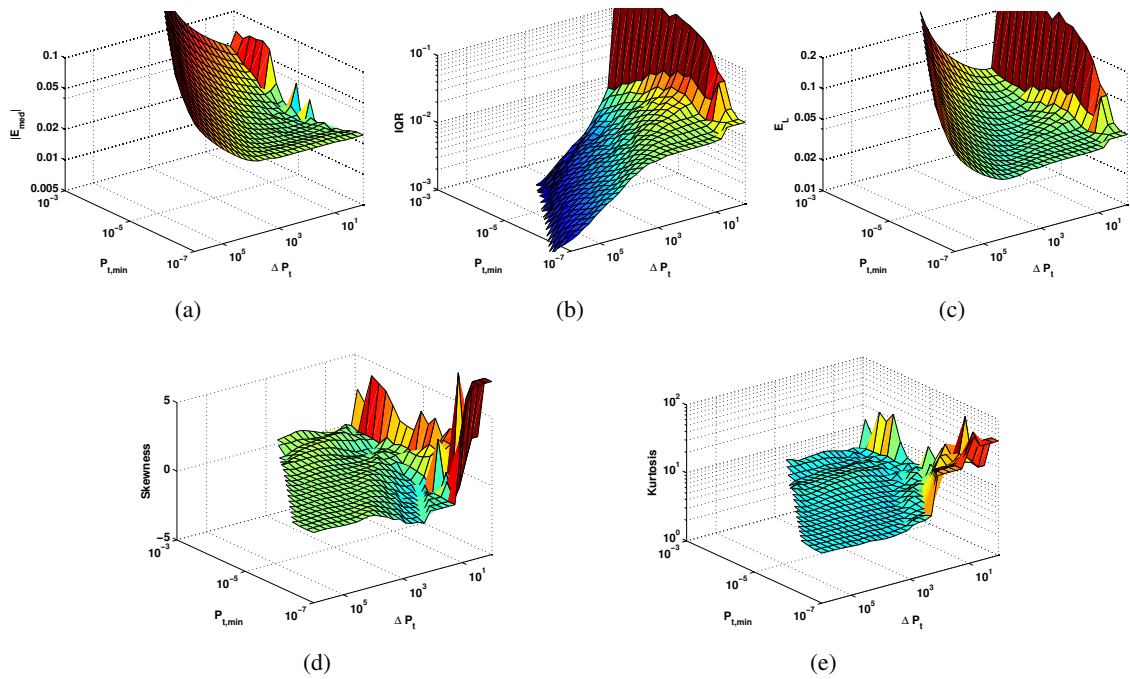 0.1
0.05
0.02
0.01
0.005
|E_med|
10^-3
10^-5
10^-7
P_t,min
10^5
10^3
10^1
Δ P_t
(a)
10^-1
10^-2
10^-3
IQR
10^-3
10^-5
10^-7
P_t,min
10^5
10^3
10^1
Δ P_t
(b)
0.2
0.1
0.05
0.02
0.01
E_L
10^-3
10^-5
10^-7
P_t,min
10^5
10^3
10^1
Δ P_t
(c)
5
0
-5
Skewness
10^-3
10^-5
10^-7
P_t,min
10^5
10^3
10^1
Δ P_t
(d)
10^2
10^1
10^0
Kurtosis
10^-3
10^-5
10^-7
P_t,min
10^5
10^3
10^1
Δ P_t
(e)